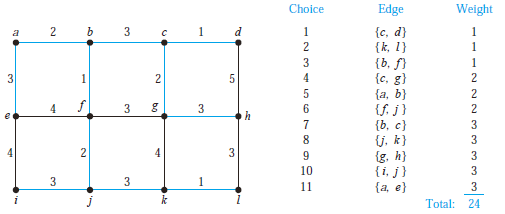 Choice Edge Weight
1 {c, d} 1
2 {k, l} 1
3 {b, f} 1
4 {c, g} 2
5 {a, b} 2
6 {f, j} 2
7 {b, c} 3
8 {j, k} 3
9 {g, h} 3
10 {i, j} 3
11 {a, e} 3
Total: 24
a 2 b 3 c 1 d
3 1 2 5
e 4 f 3 g 3 h
4 2 4 3
3 3 1
i j k l